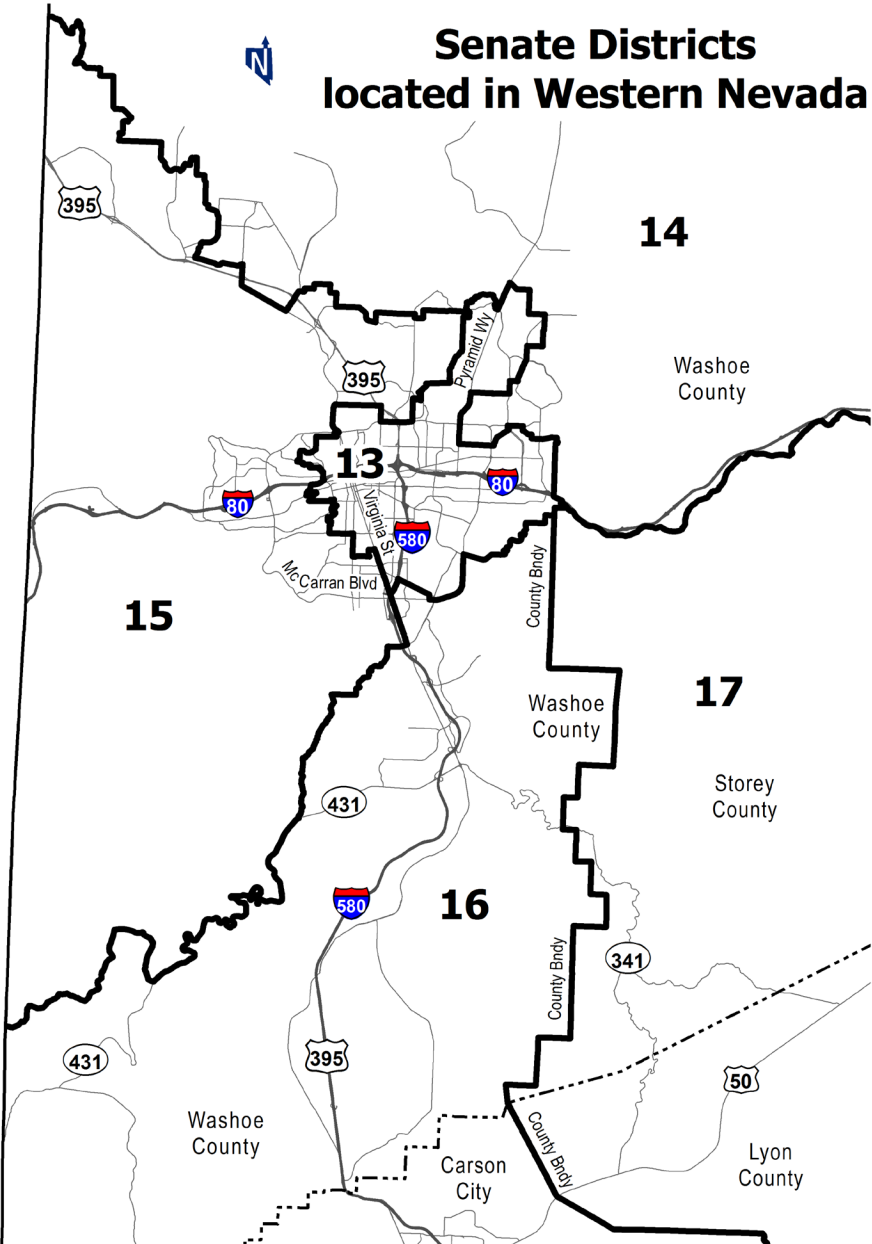 Senate Districts
located in Western Nevada
N
395
14
Pyramid Wy
Washoe
County
395
13
80
80
Virginia St
580
McCarran Blvd
County Bndy
15
17
Washoe
County
Storey
County
431
580
16
County Bndy
341
395
431
50
Washoe
County
County Bndy
Carson
City
Lyon
County